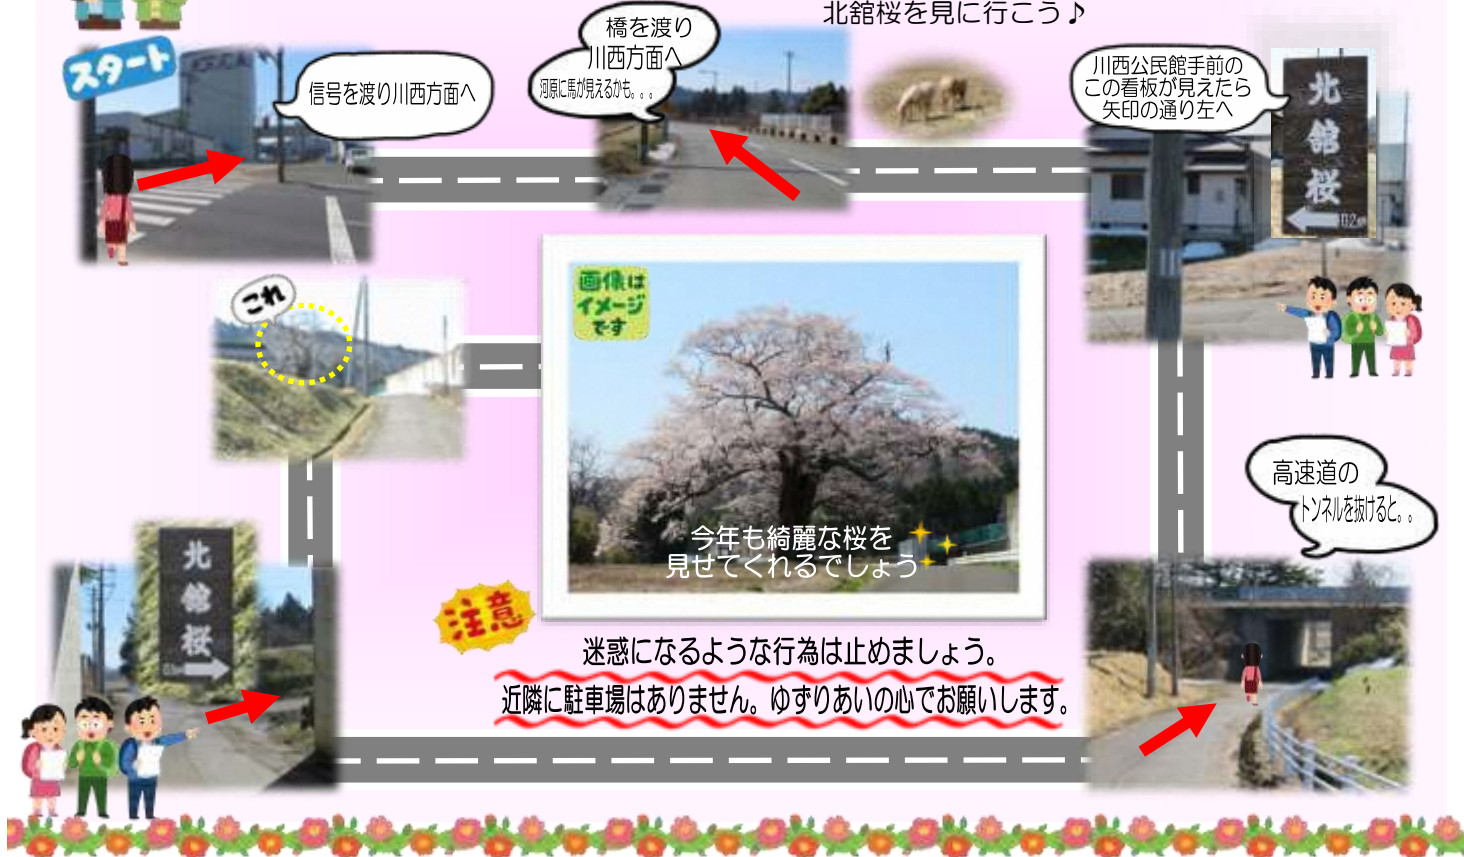 北舘桜を見に行こう♪
スタート
信号を渡り川西方面へ
橋を渡り
川西方面へ
河原に馬が見えるかも。。。
川西公民館手前の
この看板が見えたら
矢印の通り左へ
北
舘
桜
これ
画像は
イメージ
です
今年も綺麗な桜を
見せてくれるでしょう
高速道の
トンネルを抜けると。。
北
舘
桜
注意
迷惑になるような行為は止めましょう。
近隣に駐車場はありません。ゆずりあいの心でお願いします。